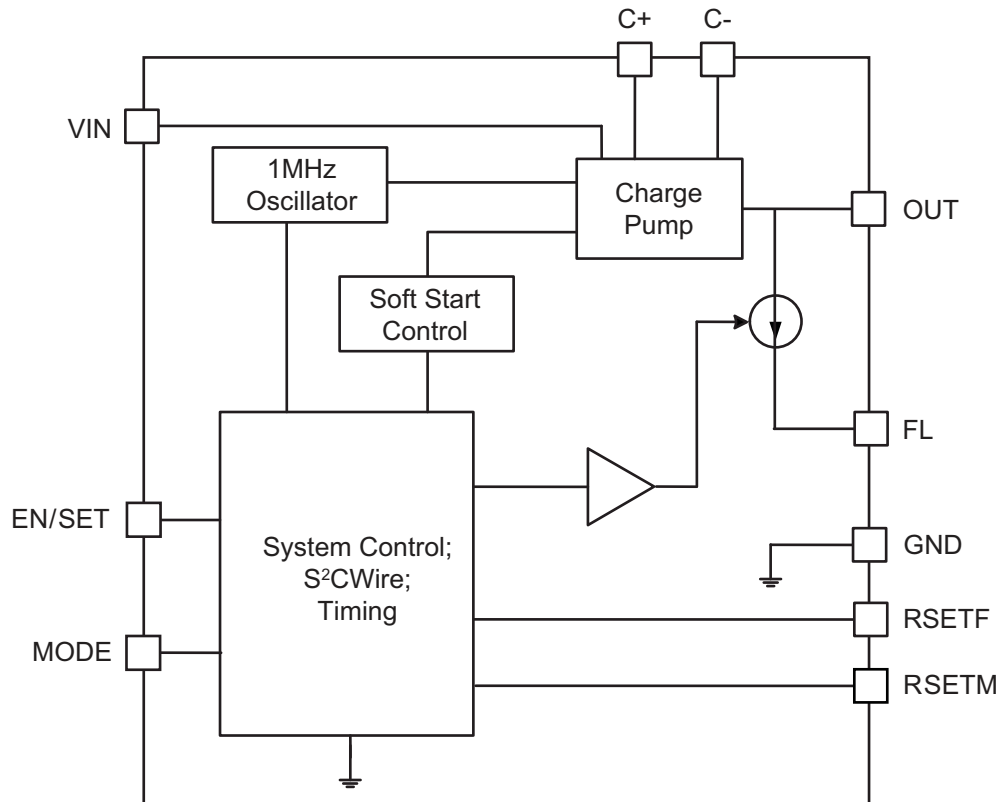 C+
C-
VIN
1MHz
Oscillator
Charge
Pump
OUT
Soft Start
Control
FL
EN/SET
System Control;
S²CWire;
Timing
GND
RSETF
MODE
RSETM